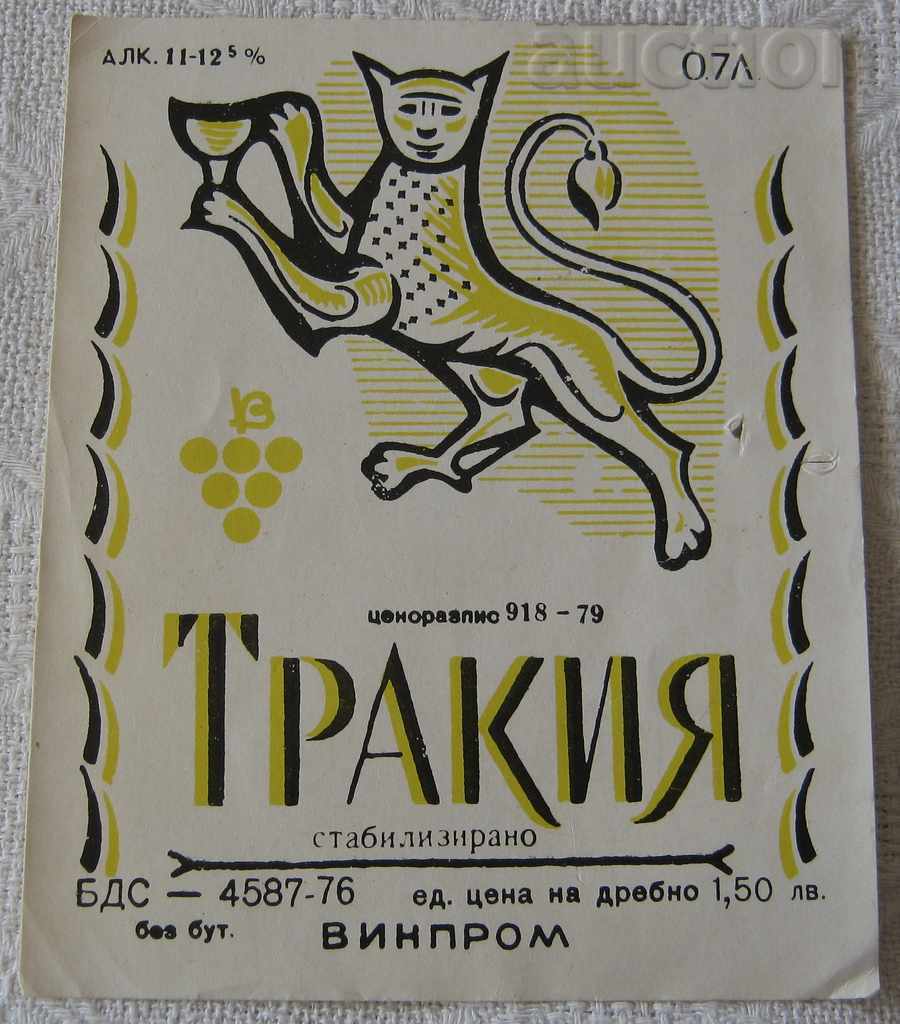 АЛК. 11-12⁵ % 0.7Л.
auction
ценоразпис 918 - 79
ТРАКИЯ
стабилизирано
БДС — 4587-76 ед. цена на дребно 1,50 лв.
без бут. ВИНПРОМ